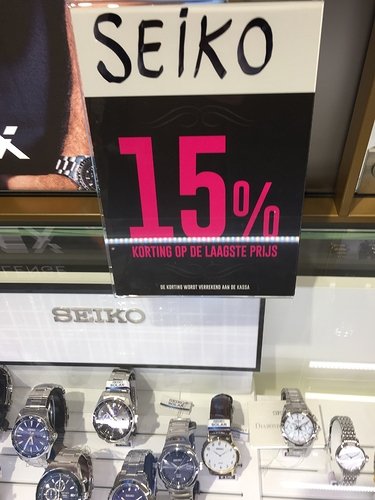 SEIKO
15%
KORTING OP DE LAAGSTE PRIJS
DE KORTING WORDT VERREKEND AAN DE KASSA
SEIKO